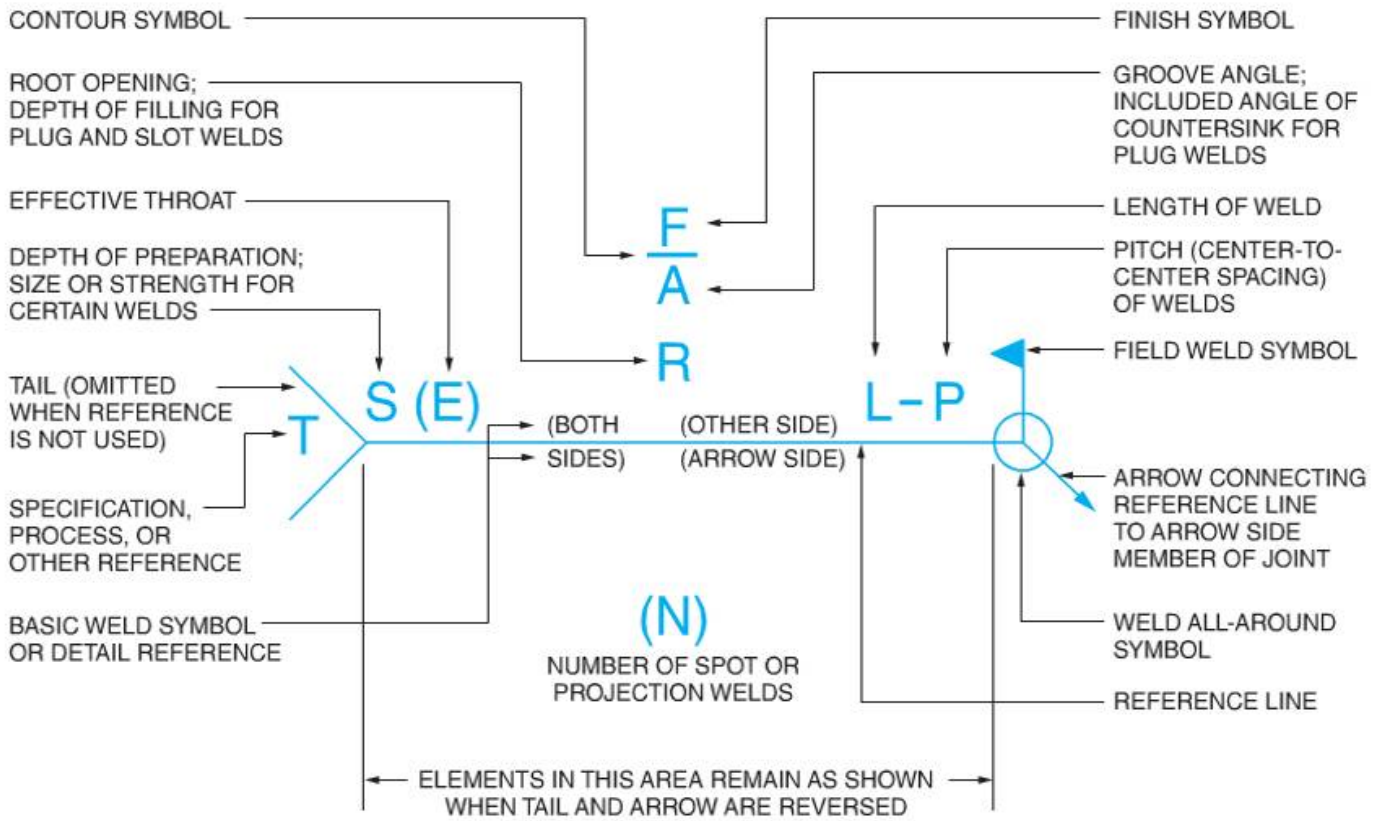 CONTOUR SYMBOL
ROOT OPENING;
DEPTH OF FILLING FOR
PLUG AND SLOT WELDS
EFFECTIVE THROAT
DEPTH OF PREPARATION;
SIZE OR STRENGTH FOR
CERTAIN WELDS
TAIL (OMITTED
WHEN REFERENCE
IS NOT USED)
SPECIFICATION,
PROCESS, OR
OTHER REFERENCE
BASIC WELD SYMBOL
OR DETAIL REFERENCE
F
A
R
S (E)
T
L-P
(BOTH
SIDES)
(OTHER SIDE)
(ARROW SIDE)
(N)
NUMBER OF SPOT OR
PROJECTION WELDS
ELEMENTS IN THIS AREA REMAIN AS SHOWN
WHEN TAIL AND ARROW ARE REVERSED
FINISH SYMBOL
GROOVE ANGLE;
INCLUDED ANGLE OF
COUNTERSINK FOR
PLUG WELDS
LENGTH OF WELD
PITCH (CENTER-TO-
CENTER SPACING)
OF WELDS
FIELD WELD SYMBOL
ARROW CONNECTING
REFERENCE LINE
TO ARROW SIDE
MEMBER OF JOINT
WELD ALL-AROUND
SYMBOL
REFERENCE LINE